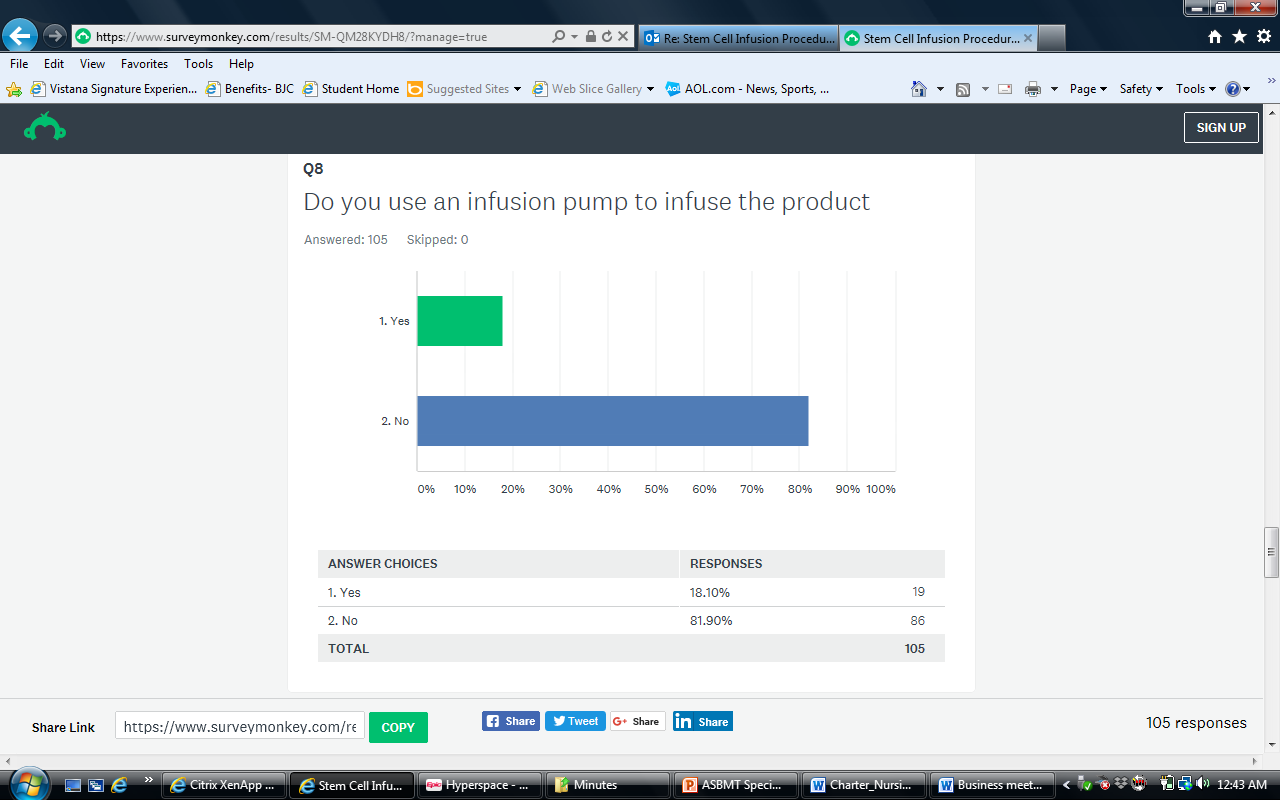 https://www.surveymonkey.com/results/SM-QM28KYDH8/?manage=true
Re: Stem Cell Infusion Procedu...
Stem Cell Infusion Procedur...
File Edit View Favorites Tools Help
Vistana Signature Experien... Benefits- BJC Student Home Suggested Sites Web Slice Gallery AOL.com - News, Sports, ...
Page Safety Tools
SIGN UP
Q8
Do you use an infusion pump to infuse the product
Answered: 105 Skipped: 0
1. Yes
2. No
0% 10% 20% 30% 40% 50% 60% 70% 80% 90% 100%
ANSWER CHOICES RESPONSES
1. Yes 18.10% 19
2. No 81.90% 86
TOTAL 105
Share Link https://www.surveymonkey.com/re COPY Share Tweet G+ Share in Share 105 responses
Citrix XenApp ... Stem Cell Infu... Epic Hyperspace - ... Minutes ASBMT Speci... Charter_Nursi... Business meet... 12:43 AM